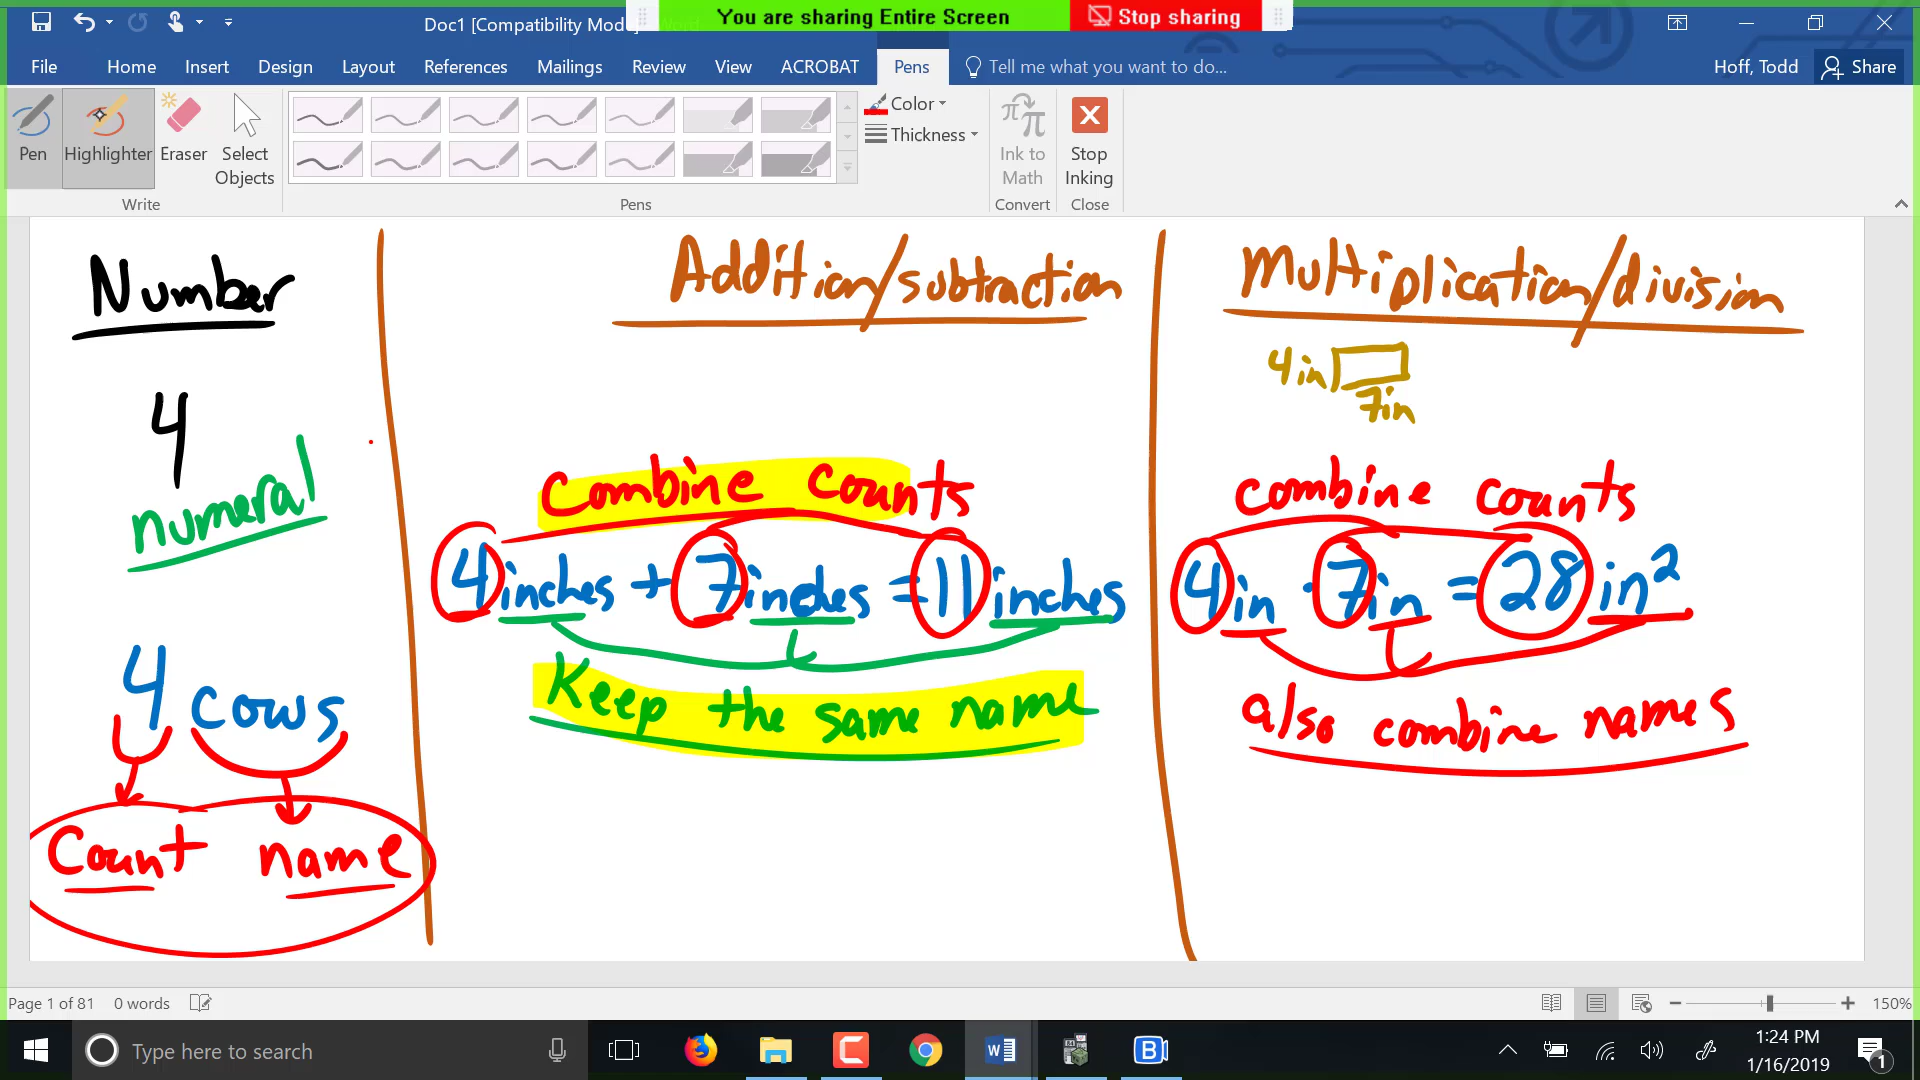 Doc1 [Compatibility Mod
You are sharing Entire Screen
Stop sharing
File Home Insert Design Layout References Mailings Review View ACROBAT Pens Tell me what you want to do... Hoff, Todd Share
Pen Highlighter Eraser Select Objects
Color
Thickness
Ink to Math
Stop Inking
Write Pens Convert Close
Number
4
numeral
4 cows
Count name
Addition/subtraction
Combine counts
4 inches + 7 inches = 11 inches
Keep the same name
Multiplication/division
4in
7in
combine counts
4in · 7in = 28 in²
also combine names
Page 1 of 81 0 words 150%
Type here to search
84
W
B
1:24 PM
1/16/2019
1